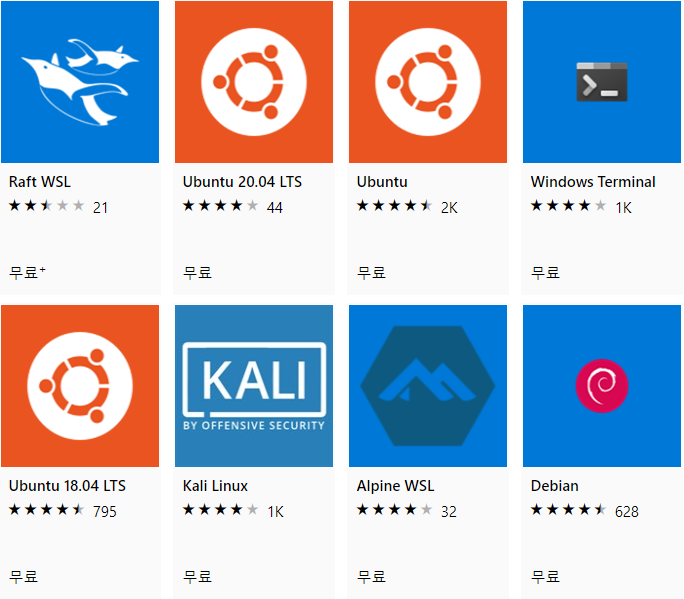 Raft WSL
21
무료+
Ubuntu 20.04 LTS
44
무료
Ubuntu
2K
무료
Windows Terminal
1K
무료
Ubuntu 18.04 LTS
795
무료
KALI
BY OFFENSIVE SECURITY
Kali Linux
1K
무료
Alpine WSL
32
무료
Debian
628
무료